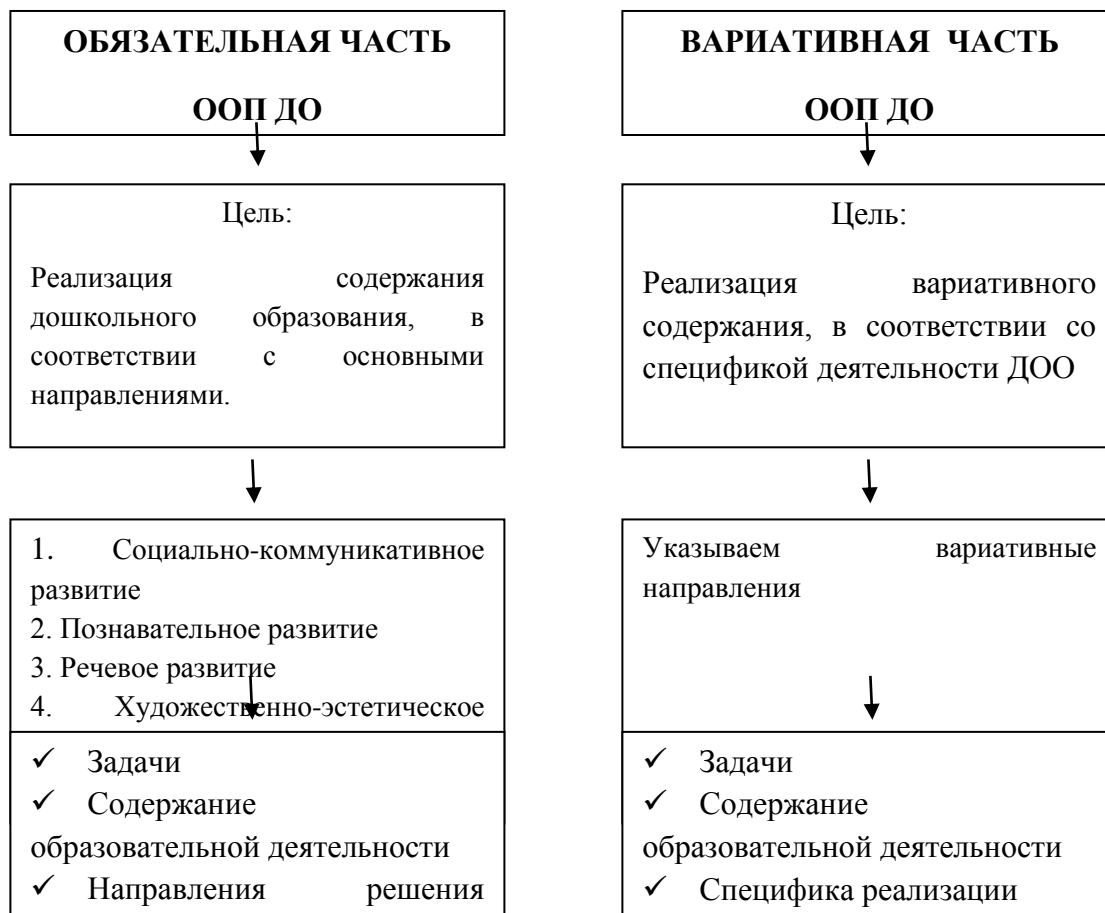 ОБЯЗАТЕЛЬНАЯ ЧАСТЬ
ООП ДО
Цель:
Реализация содержания
дошкольного образования, в
соответствии с основными
направлениями.
1. Социально-коммуникативное
развитие
2. Познавательное развитие
3. Речевое развитие
4. Художественно-эстетическое
✓ Задачи
✓ Содержание
образовательной деятельности
✓ Направления решения
ВАРИАТИВНАЯ ЧАСТЬ
ООП ДО
Цель:
Реализация вариативного
содержания, в соответствии со
спецификой деятельности ДОО
Указываем вариативные
направления
✓ Задачи
✓ Содержание
образовательной деятельности
✓ Специфика реализации